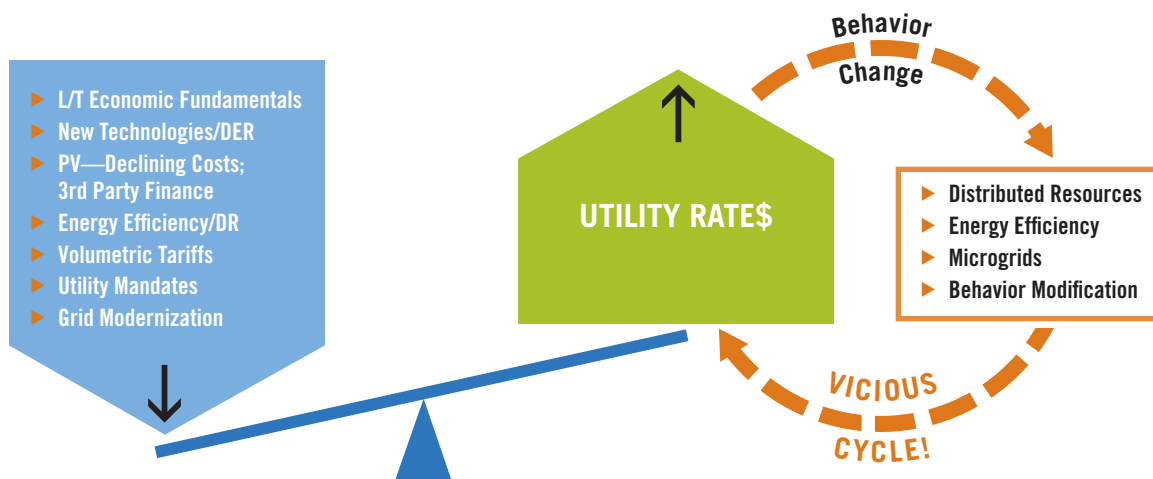 L/T Economic Fundamentals
New Technologies/DER
PV—Declining Costs;
3rd Party Finance
Energy Efficiency/DR
Volumetric Tariffs
Utility Mandates
Grid Modernization
UTILITY RATE$
Behavior
Change
Distributed Resources
Energy Efficiency
Microgrids
Behavior Modification
VICIOUS
CYCLE!